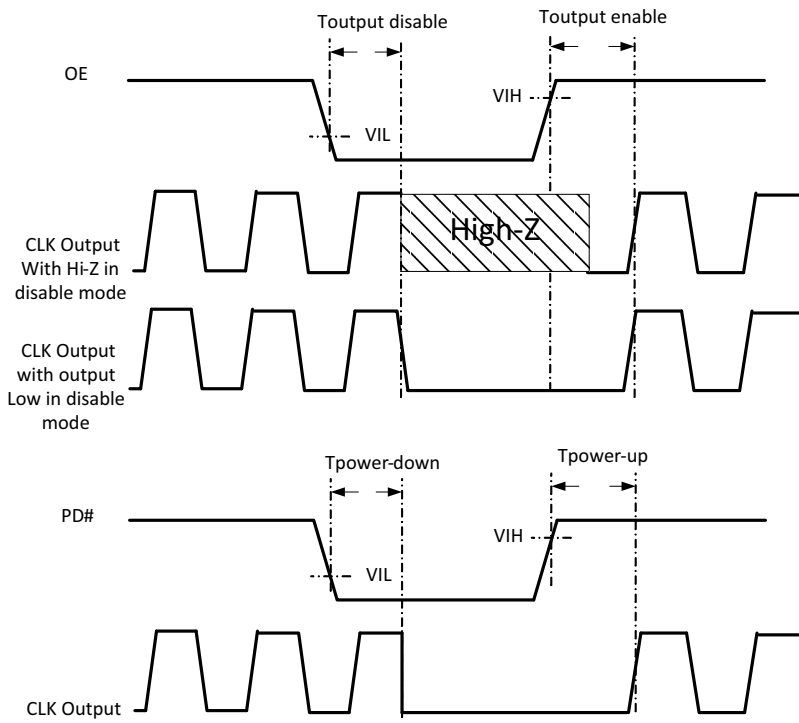 Toutput disable
Toutput enable
OE
VIH
VIL
High-Z
CLK Output
With Hi-Z in
disable mode
CLK Output
with output
Low in disable
mode
Tpower-down
Tpower-up
PD#
VIH
VIL
CLK Output